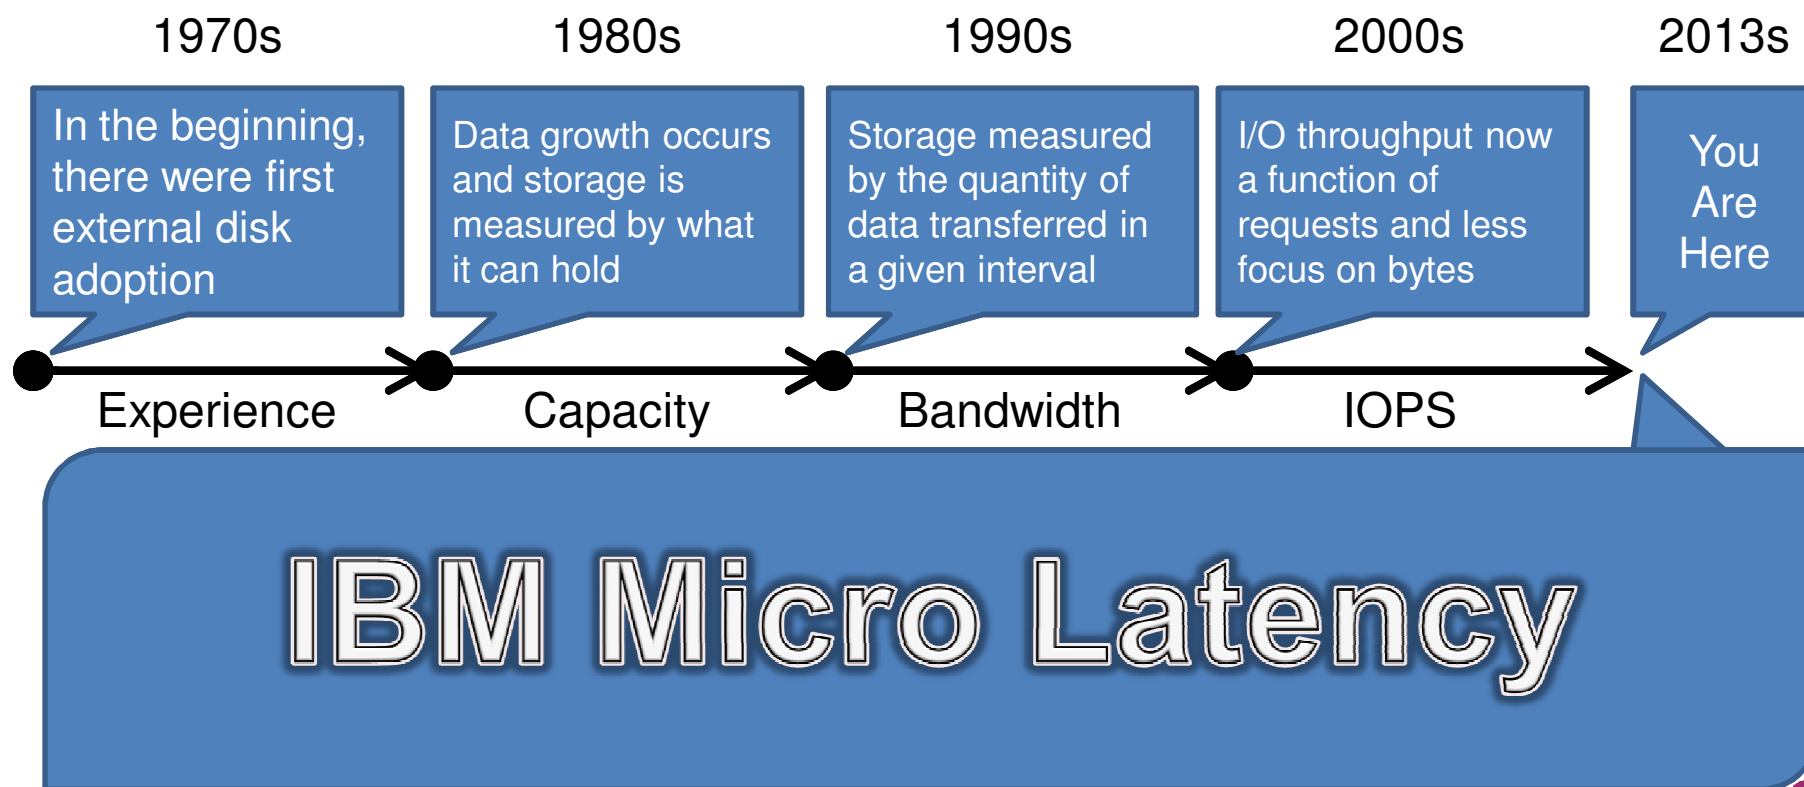 1970s
1980s
1990s
2000s
2013s
In the beginning,
there were first
external disk
adoption
Data growth occurs
and storage is
measured by what
it can hold
Storage measured
by the quantity of
data transferred in
a given interval
I/O throughput now
a function of
requests and less
focus on bytes
You
Are
Here
Experience
Capacity
Bandwidth
IOPS
IBM Micro Latency